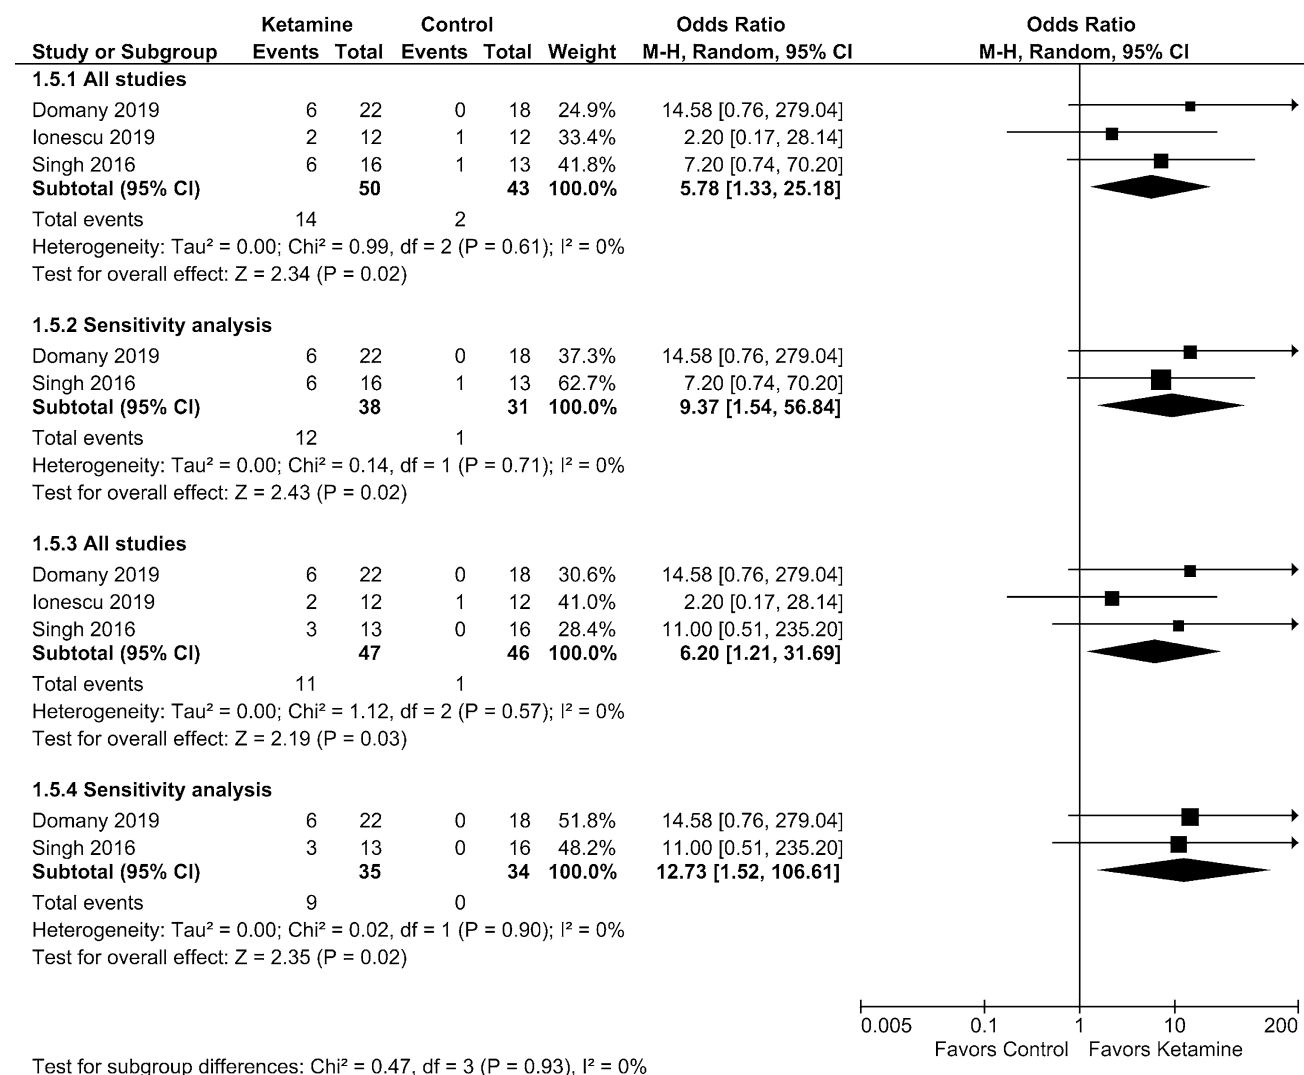 Ketamine Control Odds Ratio Odds Ratio
Study or Subgroup Events Total Events Total Weight M-H, Random, 95% CI M-H, Random, 95% CI
1.5.1 All studies
Domany 2019 6 22 0 18 24.9% 14.58 [0.76, 279.04]
Ionescu 2019 2 12 1 12 33.4% 2.20 [0.17, 28.14]
Singh 2016 6 16 1 13 41.8% 7.20 [0.74, 70.20]
Subtotal (95% CI) 50 43 100.0% 5.78 [1.33, 25.18]
Total events 14 2
Heterogeneity: Tau² = 0.00; Chi² = 0.99, df = 2 (P = 0.61); I² = 0%
Test for overall effect: Z = 2.34 (P = 0.02)
1.5.2 Sensitivity analysis
Domany 2019 6 22 0 18 37.3% 14.58 [0.76, 279.04]
Singh 2016 6 16 1 13 62.7% 7.20 [0.74, 70.20]
Subtotal (95% CI) 38 31 100.0% 9.37 [1.54, 56.84]
Total events 12 1
Heterogeneity: Tau² = 0.00; Chi² = 0.14, df = 1 (P = 0.71); I² = 0%
Test for overall effect: Z = 2.43 (P = 0.02)
1.5.3 All studies
Domany 2019 6 22 0 18 30.6% 14.58 [0.76, 279.04]
Ionescu 2019 2 12 1 12 41.0% 2.20 [0.17, 28.14]
Singh 2016 3 13 0 16 28.4% 11.00 [0.51, 235.20]
Subtotal (95% CI) 47 46 100.0% 6.20 [1.21, 31.69]
Total events 11 1
Heterogeneity: Tau² = 0.00; Chi² = 1.12, df = 2 (P = 0.57); I² = 0%
Test for overall effect: Z = 2.19 (P = 0.03)
1.5.4 Sensitivity analysis
Domany 2019 6 22 0 18 51.8% 14.58 [0.76, 279.04]
Singh 2016 3 13 0 16 48.2% 11.00 [0.51, 235.20]
Subtotal (95% CI) 35 34 100.0% 12.73 [1.52, 106.61]
Total events 9 0
Heterogeneity: Tau² = 0.00; Chi² = 0.02, df = 1 (P = 0.90); I² = 0%
Test for overall effect: Z = 2.35 (P = 0.02)
0.005 0.1 1 10 200
Favors Control Favors Ketamine
Test for subgroup differences: Chi² = 0.47, df = 3 (P = 0.93), I² = 0%